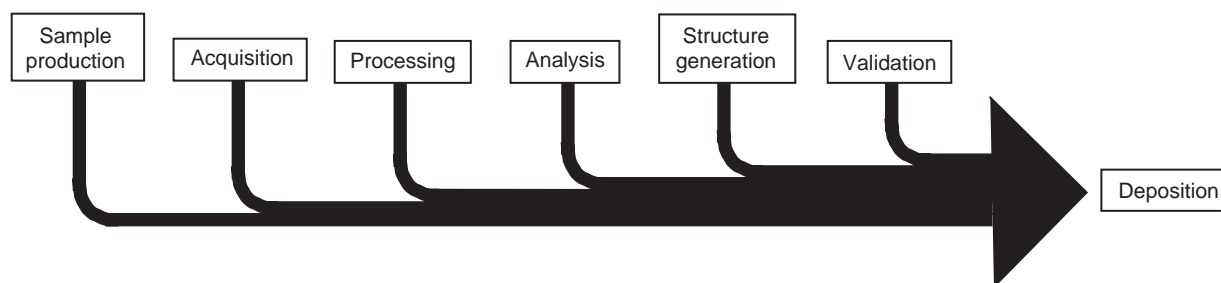 Sample
production
Acquisition
Processing
Analysis
Structure
generation
Validation
Deposition